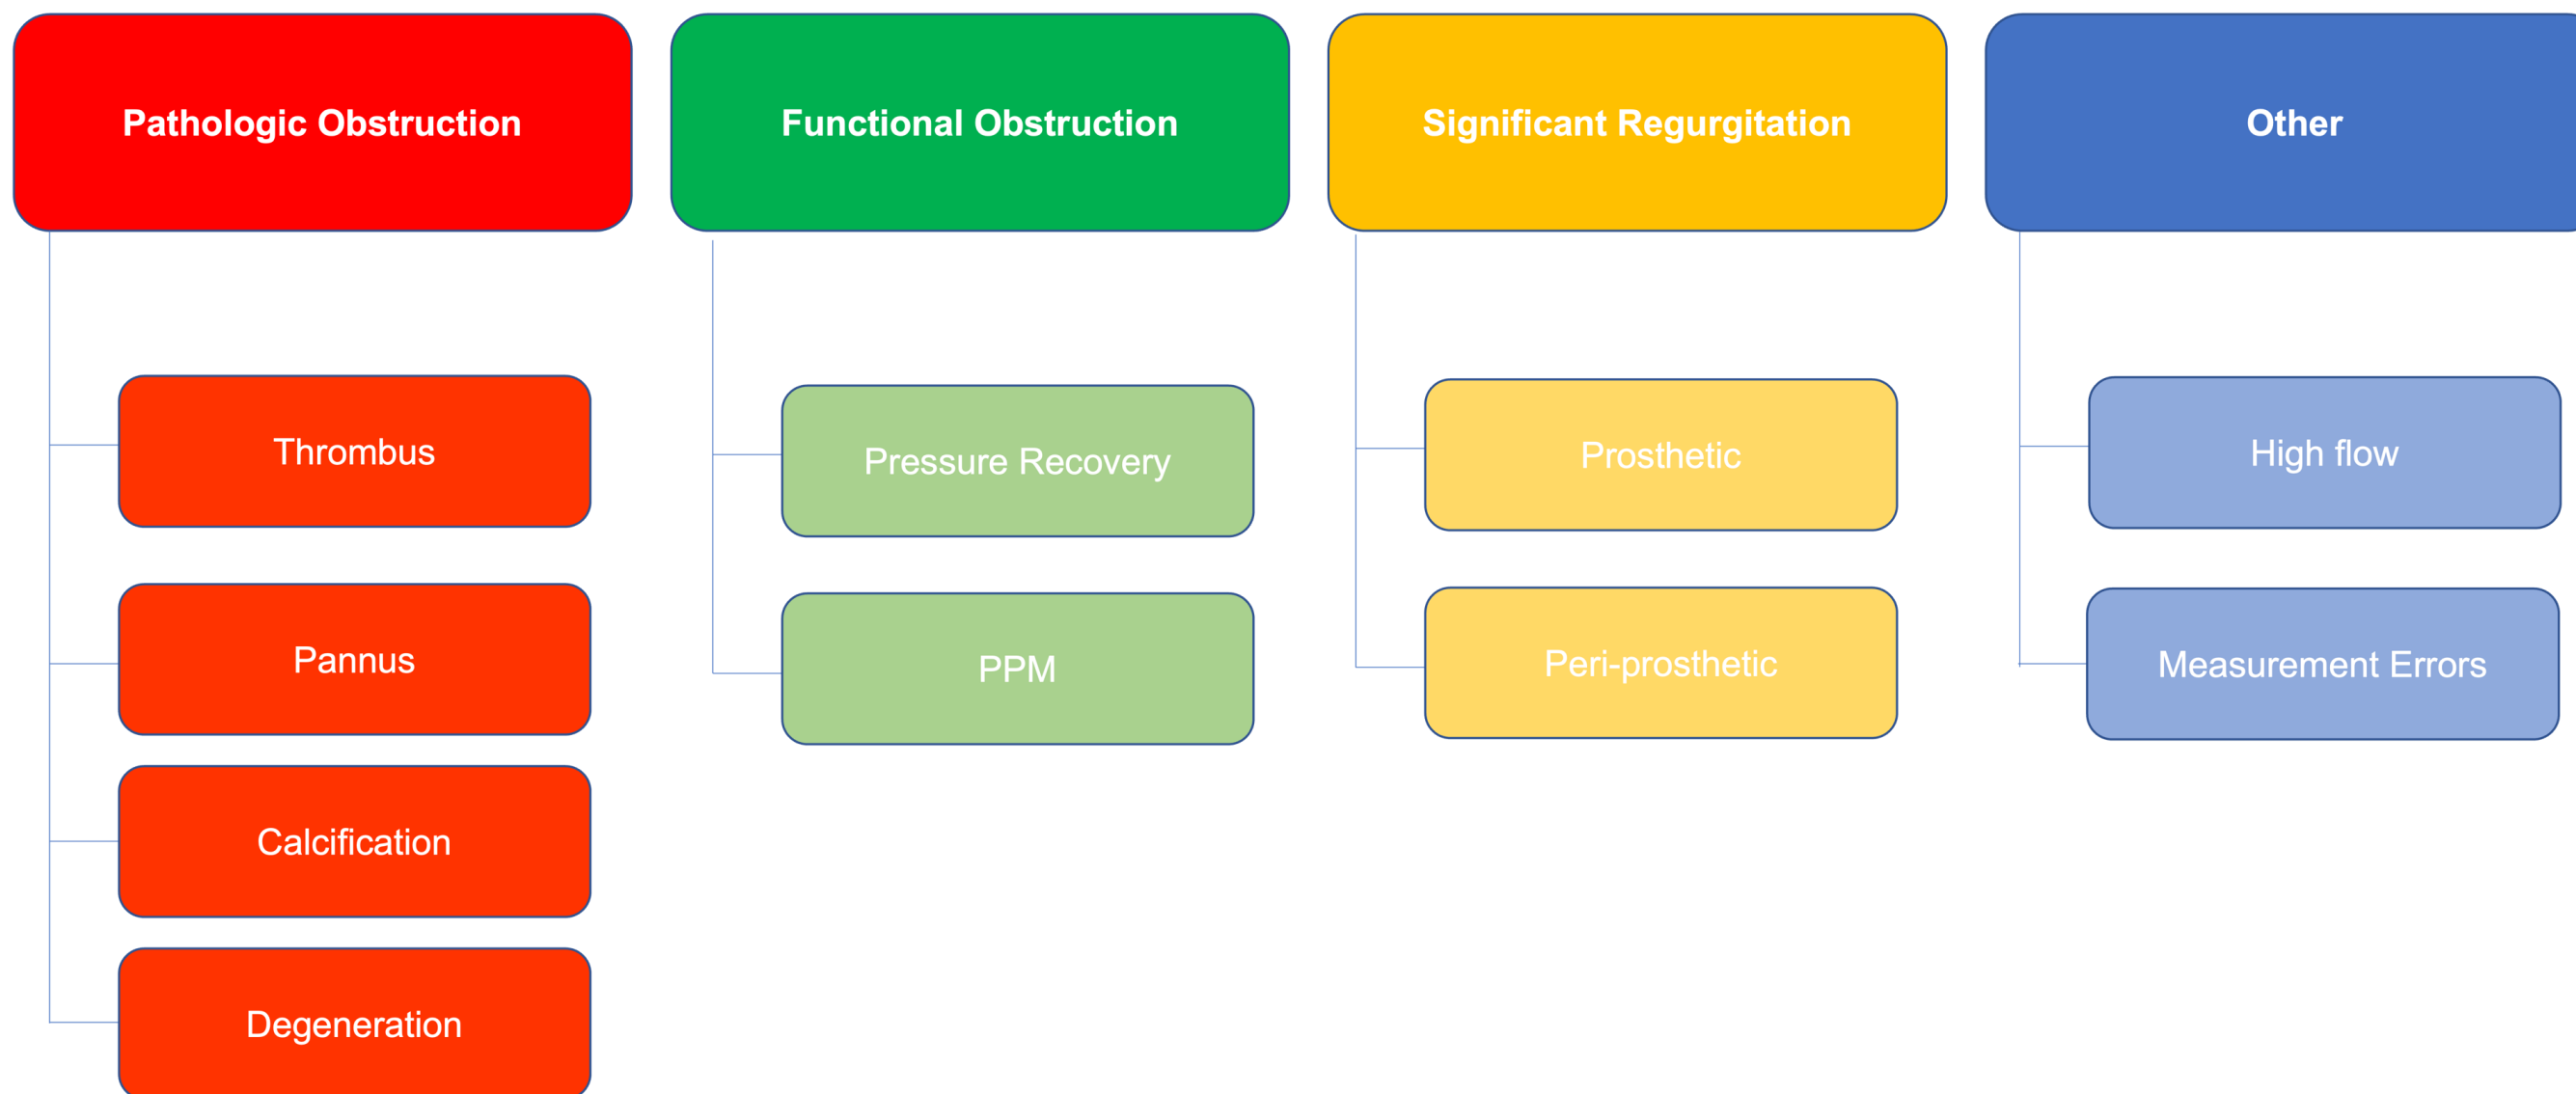 Pathologic Obstruction
Thrombus
Pannus
Calcification
Degeneration
Functional Obstruction
Pressure Recovery
PPM
Significant Regurgitation
Prosthetic
Peri-prosthetic
Other
High flow
Measurement Errors